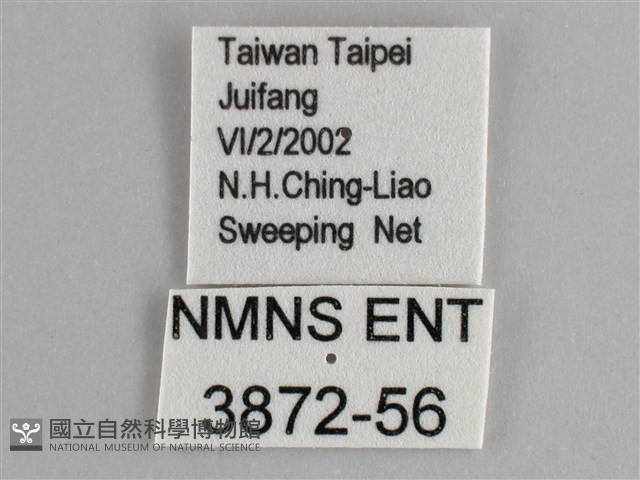 Taiwan Taipei
Juifang
VI/2/2002
N.H.Ching-Liao
Sweeping Net
NMNS ENT
3872-56
國立自然科學博物館
NATIONAL MUSEUM OF NATURAL SCIENCE